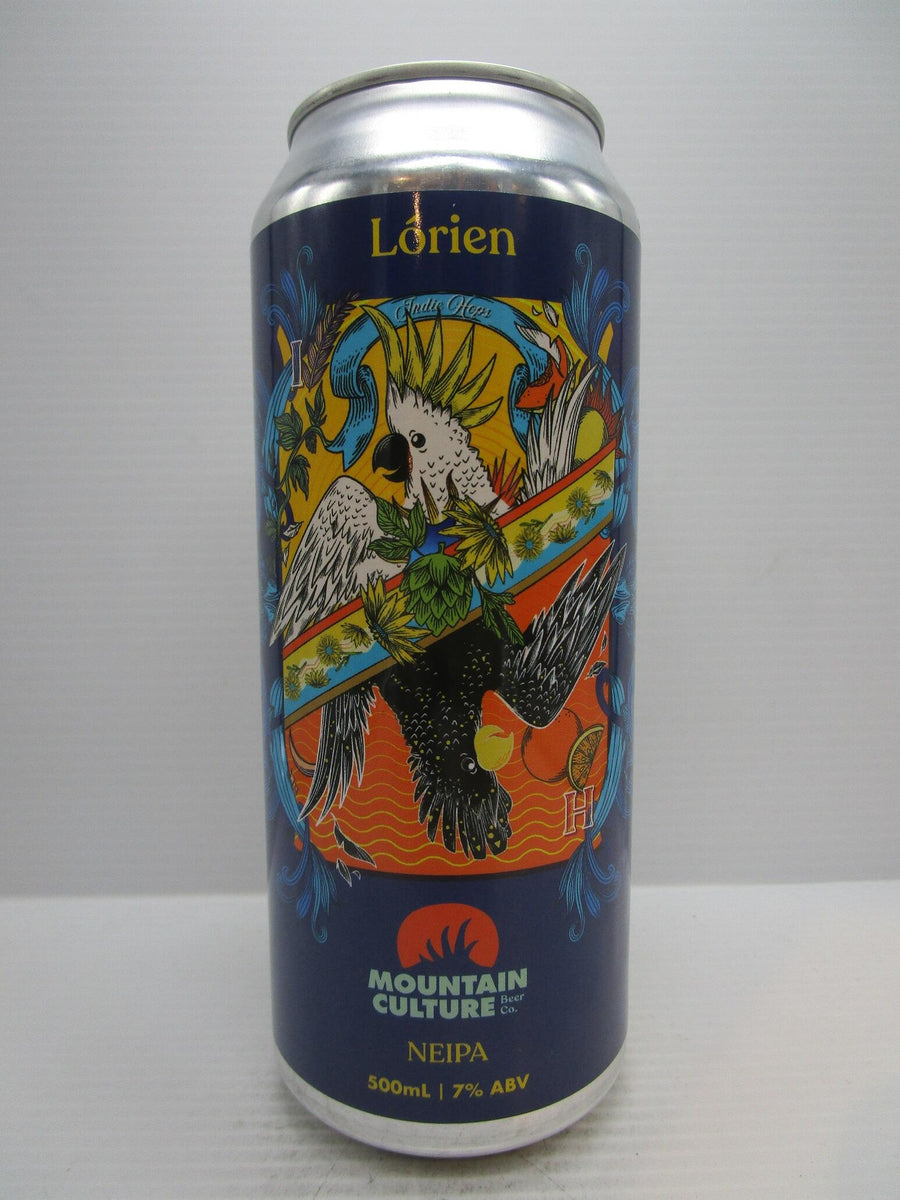 Lórien
Indie Hops
I
H
MOUNTAIN
CULTURE Beer Co.
NEIPA
500mL | 7% ABV